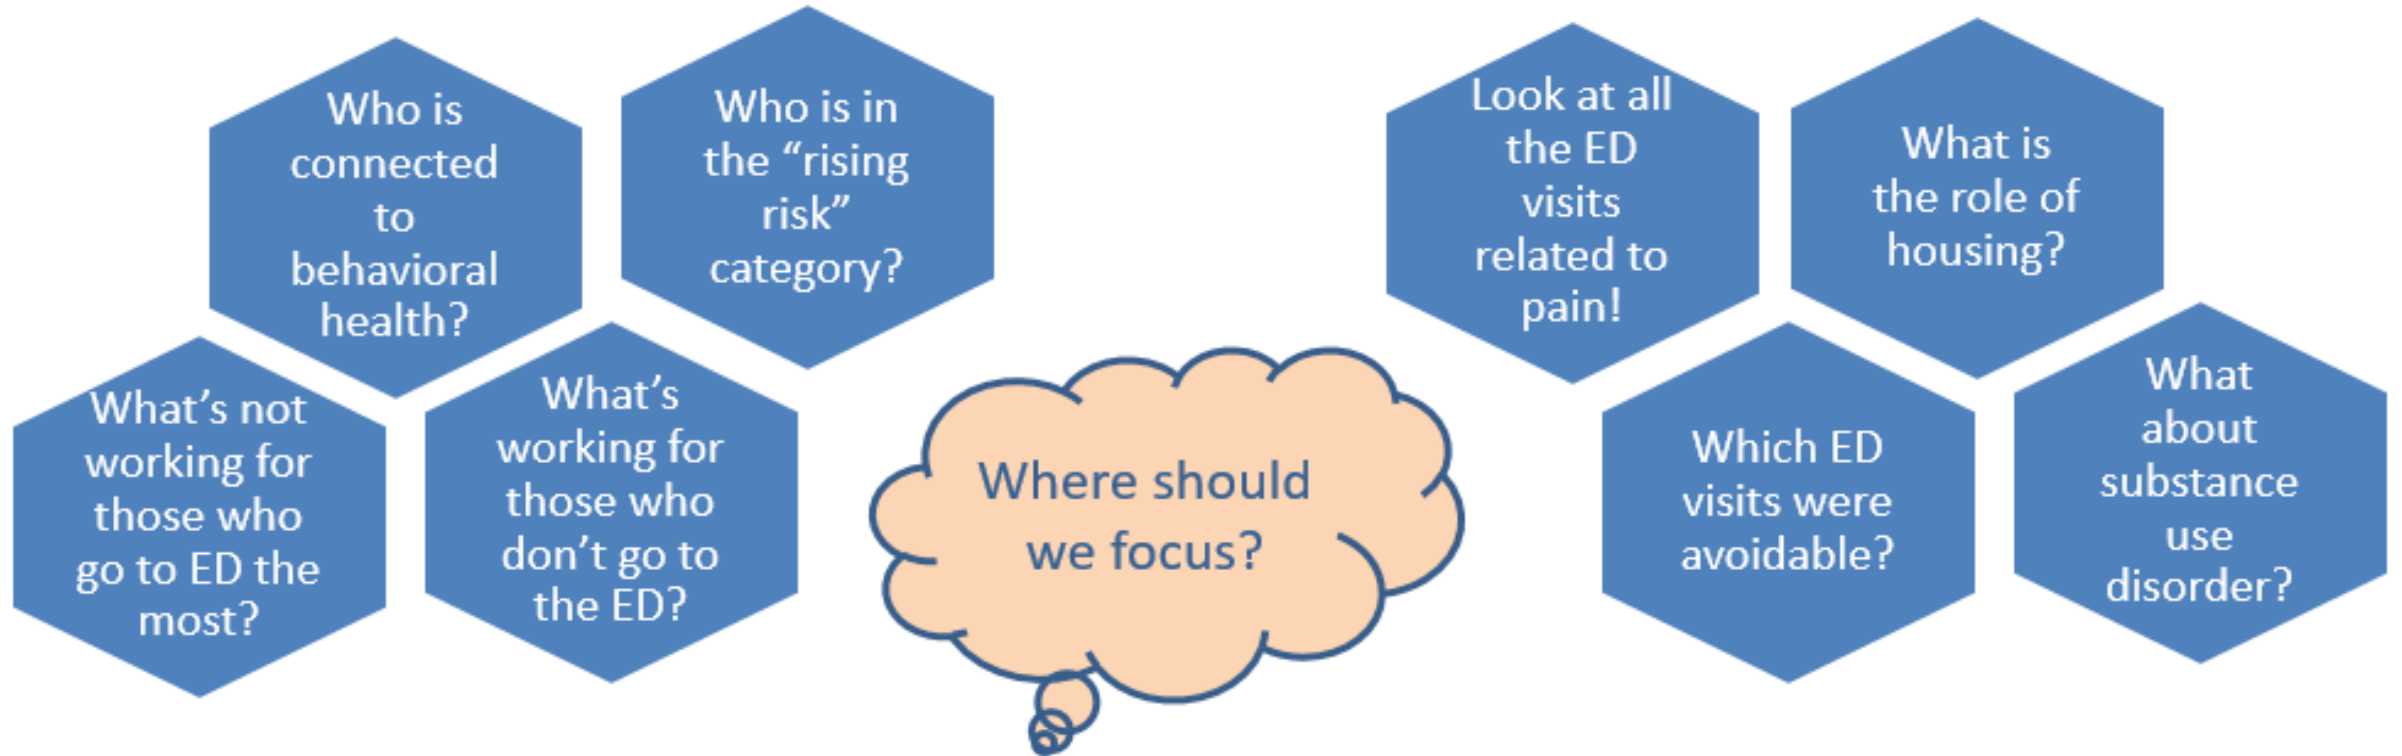 Who is
connected
to
behavioral
health?
Who is in
the “rising
risk”
category?
What’s not
working for
those who
go to ED the
most?
What’s
working for
those who
don’t go to
the ED?
Where should
we focus?
Look at all
the ED
visits
related to
pain!
What is
the role of
housing?
Which ED
visits were
avoidable?
What
about
substance
use
disorder?